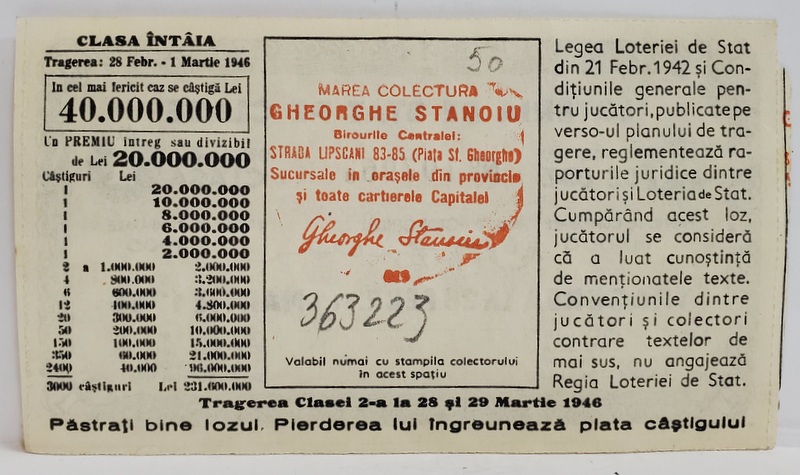 CLASA ÎNTÂIA
Tragerea: 28 Febr. - 1 Martie 1946
In cel mai fericit caz se câştigă Lei
40.000.000
Un PREMIU intreg sau divizibil
de Lei 20.000.000
Câştiguri Lei
1 20.000.000
1 10.000.000
1 8.000.000
1 6.000.000
1 4.000.000
1 2.000.000
2 a 1.000.000 2.000.000
4 800.000 3.200.000
6 600.000 3.600.000
12 400.000 4.800.000
20 300.000 6.000.000
50 200.000 10.000.000
150 100.000 15.000.000
350 60.000 21.000.000
2400 40.000 96.000.000
3000 câştiguri Lei 231.600.000
50
MAREA COLECTURA
GHEORGHE STANOIU
Birourile Centralei:
STRADA LIPSCANI 83-85 (Piaţa Sf. Gheorghe)
Sucursale in oraşele din provincie
şi toate cartierele Capitalei
Gheorghe Stanoiu
363223
Valabil numai cu stampila colectorului
în acest spaţiu
Legea Loteriei de Stat
din 21 Febr. 1942 şi Con-
diţiunile generale pen-
tru jucători, publicate pe
verso-ul planului de tra-
gere, reglementează ra-
porturile juridice dintre
jucători şi Loteria de Stat.
Cumpărând acest loz,
jucătorul se consideră
că a luat cunoştinţă
de menţionatele texte.
Convenţiunile dintre
jucători şi colectori
contrare textelor de
mai sus, nu angajează
Regia Loteriei de Stat.
Tragerea Clasei 2-a la 28 şi 29 Martie 1946
Păstraţi bine lozul. Pierderea lui îngreunează plata câştigului